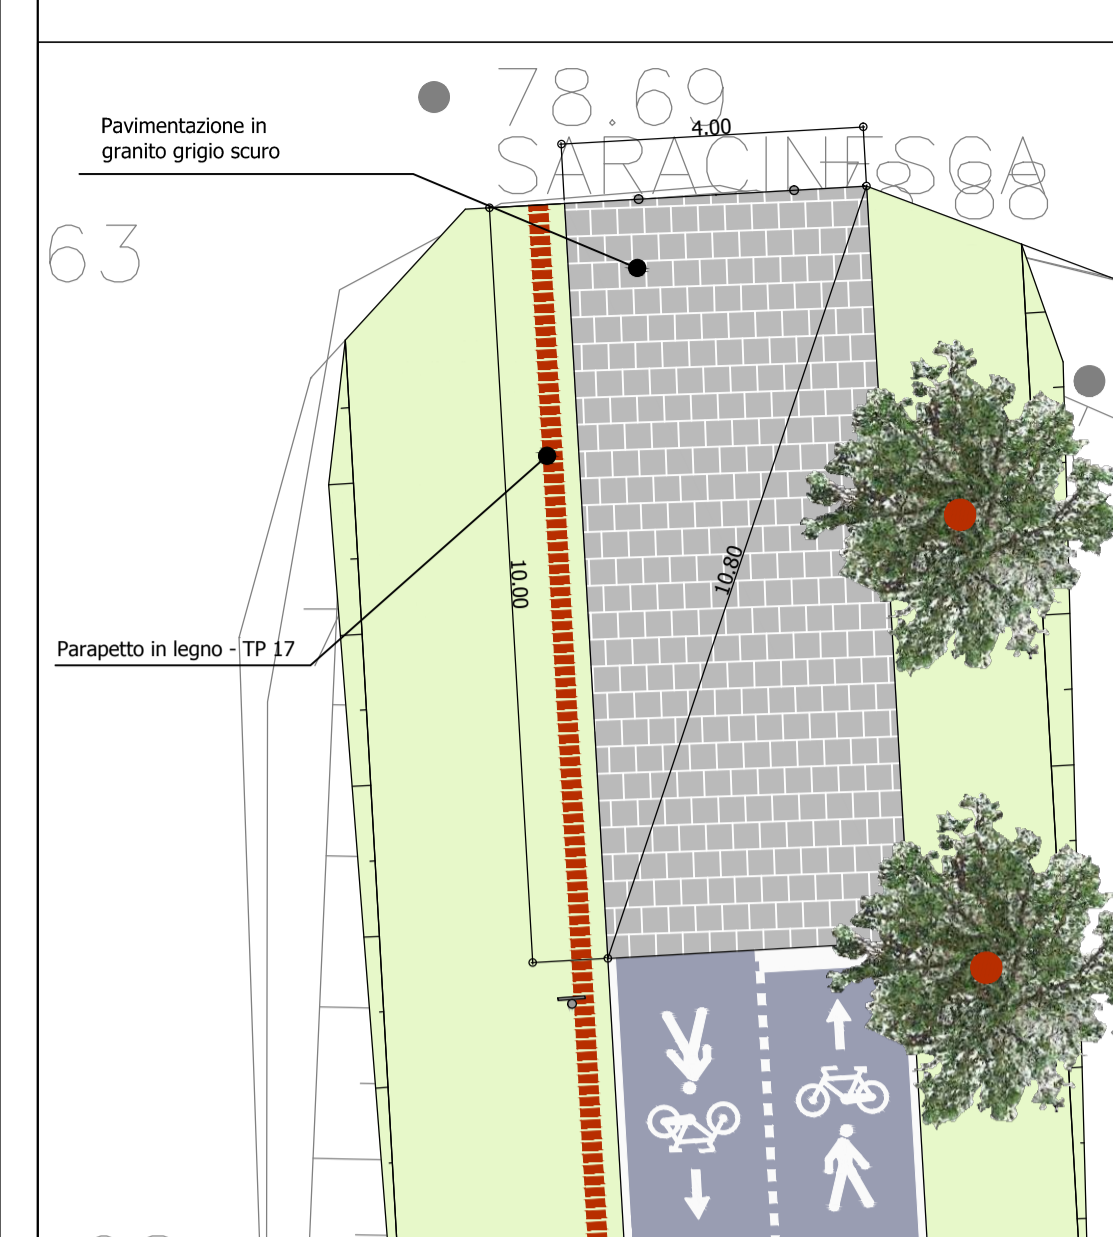 78.69
Pavimentazione in
granito grigio scuro
4.00
SARACINESCA
63
10.00
10.80
Parapetto in legno - TP 17